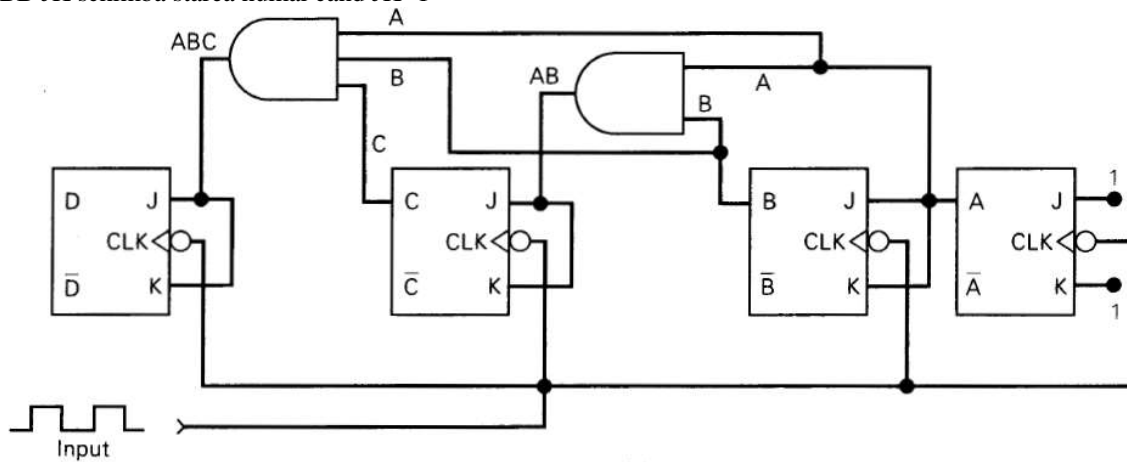 A
ABC
B
AB
A
B
C
D J
CLK
D̅ K
C J
CLK
C̅ K
B J
CLK
B̅ K
A J
CLK
A̅ K
1
1
Input